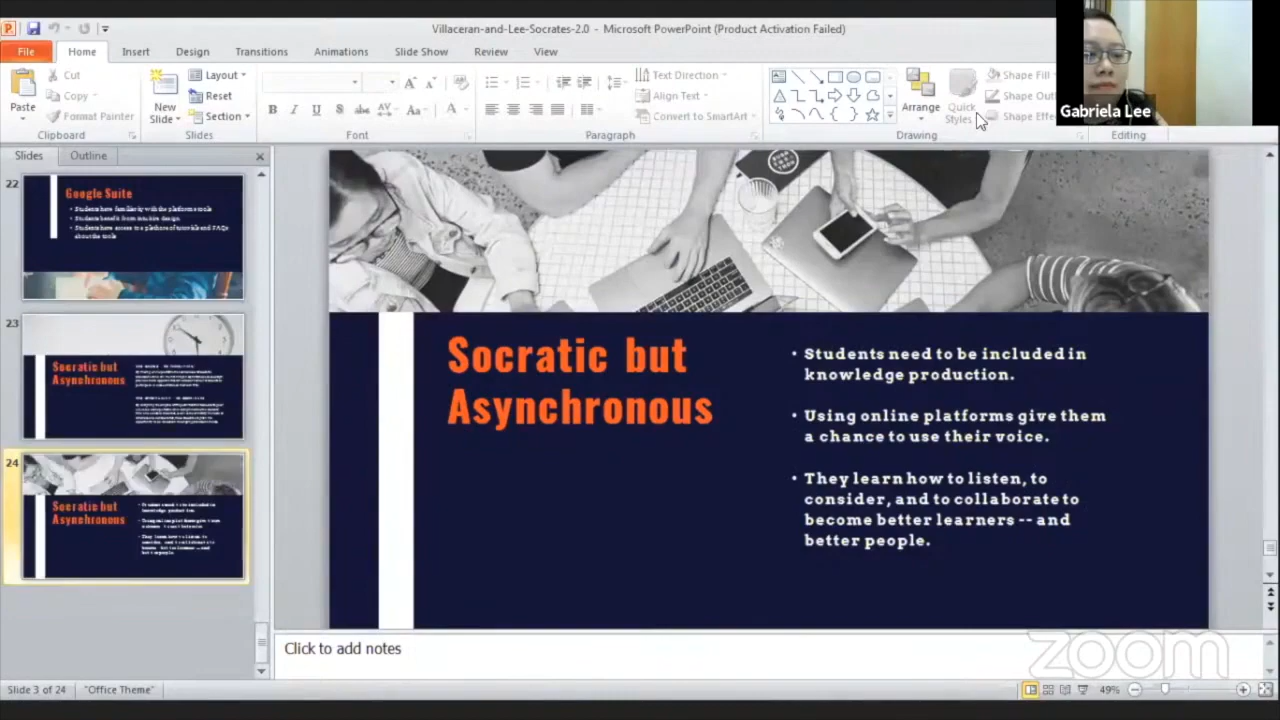 Villaceran-and-Lee-Socrates-2.0 - Microsoft PowerPoint (Product Activation Failed)
File Home Insert Design Transitions Animations Slide Show Review View
Paste
Cut
Copy
Format Painter
Clipboard
New Slide
Layout
Reset
Section
Slides
Font
Text Direction
Align Text
Convert to SmartArt
Paragraph
Arrange
Quick Styles
Shape Fill
Shape Out
Shape Effe
Drawing
Editing
Gabriela Lee
Slides Outline
22
Google Suite
• Students have familiarity with the platforms tools
• Students benefit from intuitive design
• Students have access to a plethora of tutorials and FAQs
about the tools
23
Socratic but
Asynchronous
24
Socratic but
Asynchronous
Socratic but
Asynchronous
• Students need to be included in
knowledge production.
• Using online platforms give them
a chance to use their voice.
• They learn how to listen, to
consider, and to collaborate to
become better learners -- and
better people.
Click to add notes
zoom
Slide 3 of 24 "Office Theme" 49%